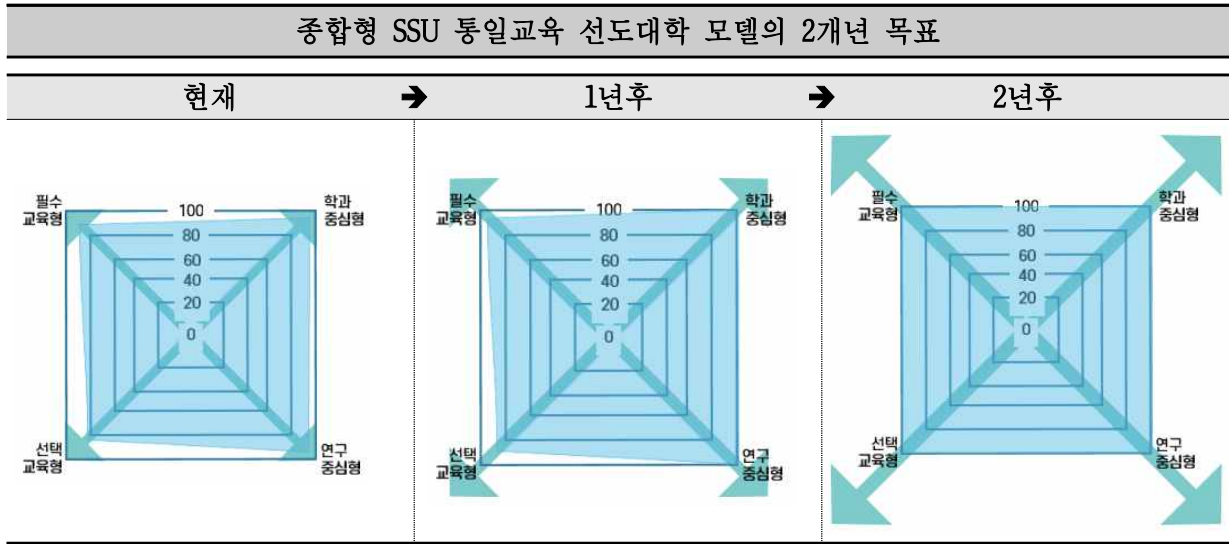 종합형 SSU 통일교육 선도대학 모델의 2개년 목표
현재 ➔ 1년후 ➔ 2년후
필수
교육형
학과
중심형
100
80
60
40
20
0
선택
교육형
연구
중심형
필수
교육형
학과
중심형
100
80
60
40
20
0
선택
교육형
연구
중심형
필수
교육형
학과
중심형
100
80
60
40
20
0
선택
교육형
연구
중심형